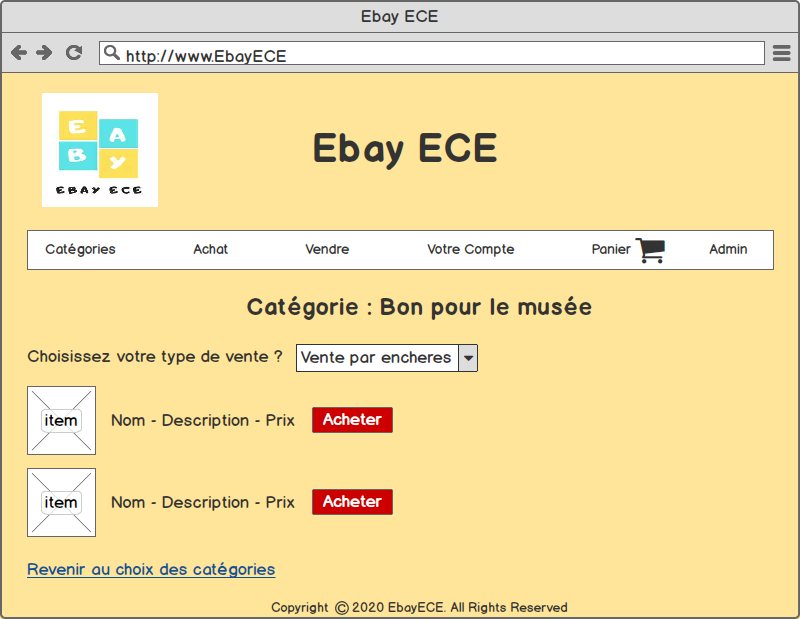 Ebay ECE
http://www.EbayECE
E A
B Y
EBAY ECE
Ebay ECE
Catégories Achat Vendre Votre Compte Panier Admin
Catégorie : Bon pour le musée
Choisissez votre type de vente ? Vente par encheres
item Nom - Description - Prix Acheter
item Nom - Description - Prix Acheter
Revenir au choix des catégories
Copyright © 2020 EbayECE. All Rights Reserved